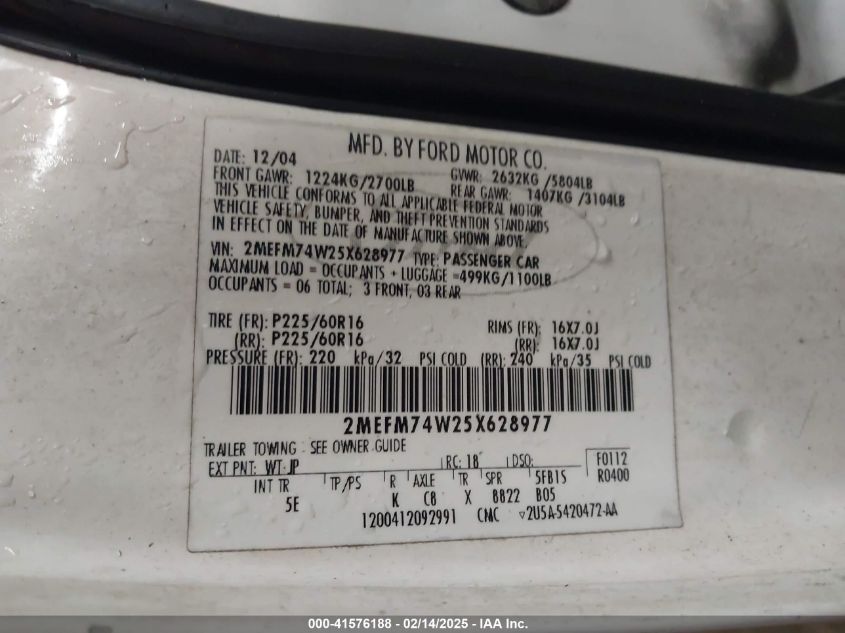 MFD. BY FORD MOTOR CO.
DATE: 12/04 GVWR: 2632KG /5804LB
FRONT GAWR: 1224KG/2700LB REAR GAWR: 1407KG /3104LB
THIS VEHICLE CONFORMS TO ALL APPLICABLE FEDERAL MOTOR
VEHICLE SAFETY, BUMPER, AND THEFT PREVENTION STANDARDS
IN EFFECT ON THE DATE OF MANUFACTURE SHOWN ABOVE.
VIN: 2MEFM74W25X628977 TYPE: PASSENGER CAR
MAXIMUM LOAD = OCCUPANTS + LUGGAGE =499KG/1100LB
OCCUPANTS = 06 TOTAL; 3 FRONT, 03 REAR
TIRE (FR): P225/60R16 RIMS (FR): 16X7.0J
(RR): P225/60R16 (RR): 16X7.0J
PRESSURE (FR): 220 kPa/32 PSI COLD (RR): 240 kPa/35 PSI COLD
2MEFM74W25X628977
TRAILER TOWING - SEE OWNER GUIDE
EXT PNT: WT JP RC: 18 DSO: F0112
INT TR TP/PS R AXLE TR SPR 5FB15 R0400
5E K C8 X 8822 B05
1200412092991 CMC ▽2U5A-5420472-AA
000-41576188 - 02/14/2025 - IAA Inc.